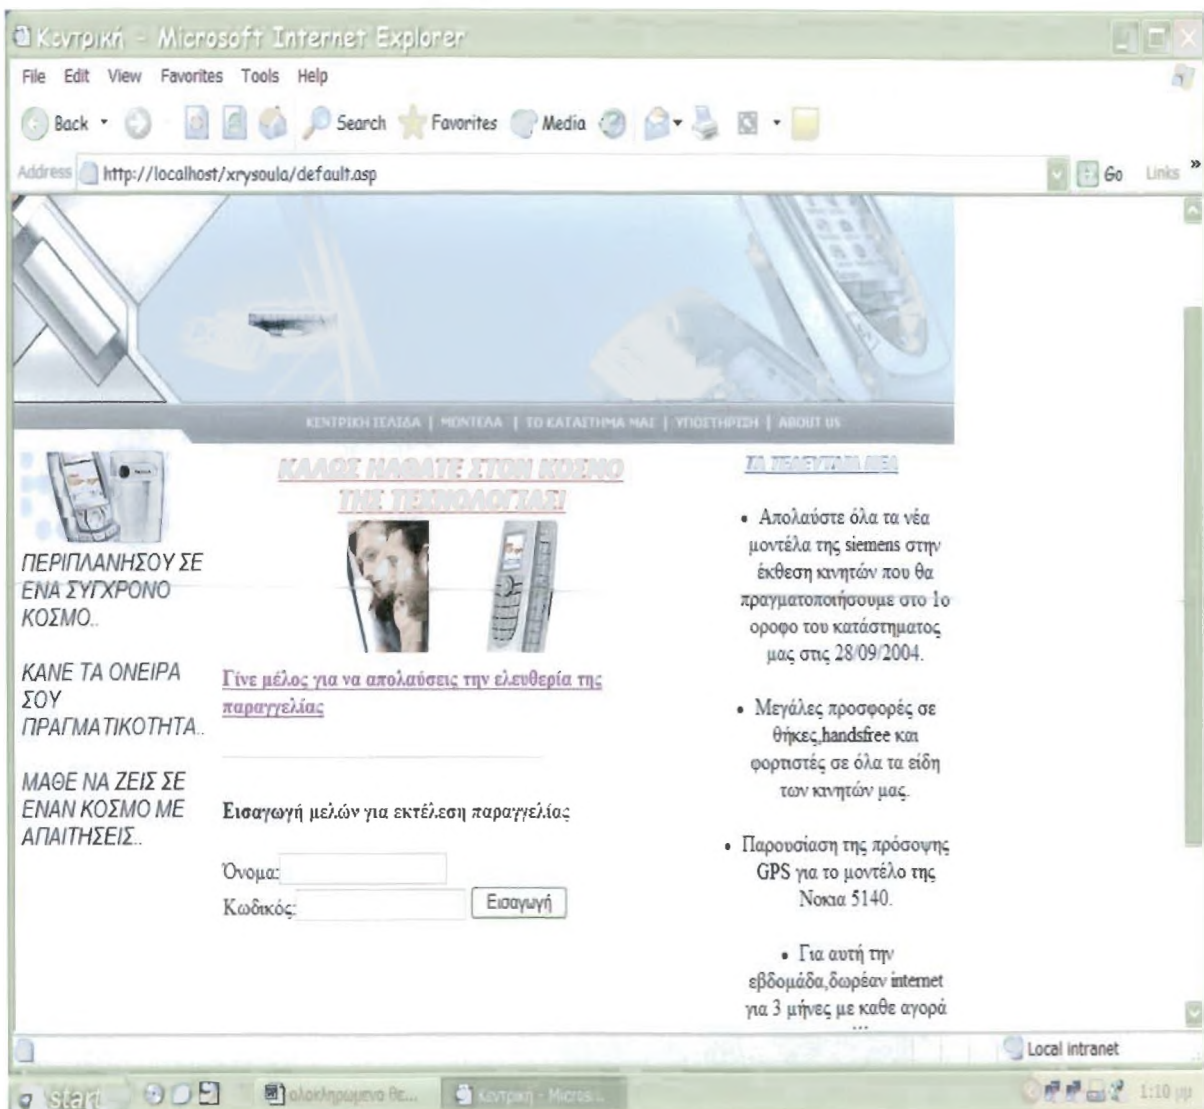 Κεντρική - Microsoft Internet Explorer
File Edit View Favorites Tools Help
Back Search Favorites Media
Address http://localhost/xrysoula/default.asp Go Links »
ΚΕΝΤΡΙΚΗ ΣΕΛΙΔΑ | ΜΟΝΤΕΛΑ | ΤΟ ΚΑΤΑΣΤΗΜΑ ΜΑΣ | ΥΠΟΣΤΗΡΙΞΗ | ABOUT US
ΠΕΡΙΠΛΑΝΗΣΟΥ ΣΕ
ΕΝΑ ΣΥΓΧΡΟΝΟ
ΚΟΣΜΟ..
ΚΑΝΕ ΤΑ ΟΝΕΙΡΑ
ΣΟΥ
ΠΡΑΓΜΑΤΙΚΟΤΗΤΑ..
ΜΑΘΕ ΝΑ ΖΕΙΣ ΣΕ
ΕΝΑΝ ΚΟΣΜΟ ΜΕ
ΑΠΑΙΤΗΣΕΙΣ..
ΚΑΛΩΣ ΗΛΘΑΤΕ ΣΤΟΝ ΚΟΣΜΟ
ΤΗΣ ΤΕΧΝΟΛΟΓΙΑΣ!
Γίνε μέλος για να απολαύσεις την ελευθερία της
παραγγελίας
Εισαγωγή μελών για εκτέλεση παραγγελίας
Όνομα:
Κωδικός: Εισαγωγή
ΤΑ ΤΕΛΕΥΤΑΙΑ ΝΕΑ
• Απολαύστε όλα τα νέα
μοντέλα της siemens στην
έκθεση κινητών που θα
πραγματοποιήσουμε στο 1ο
οροφο του κατάστηματος
μας στις 28/09/2004.
• Μεγάλες προσφορές σε
θήκες,handsfree και
φορτιστές σε όλα τα είδη
των κινητών μας.
• Παρουσίαση της πρόσοψης
GPS για το μοντέλο της
Νοκια 5140.
• Για αυτή την
εβδομάδα,δωρέαν internet
για 3 μήνες με καθε αγορά
Local intranet
start ολοκληρωμενο θε... Κεντρική - Micros... 1:10 μμ